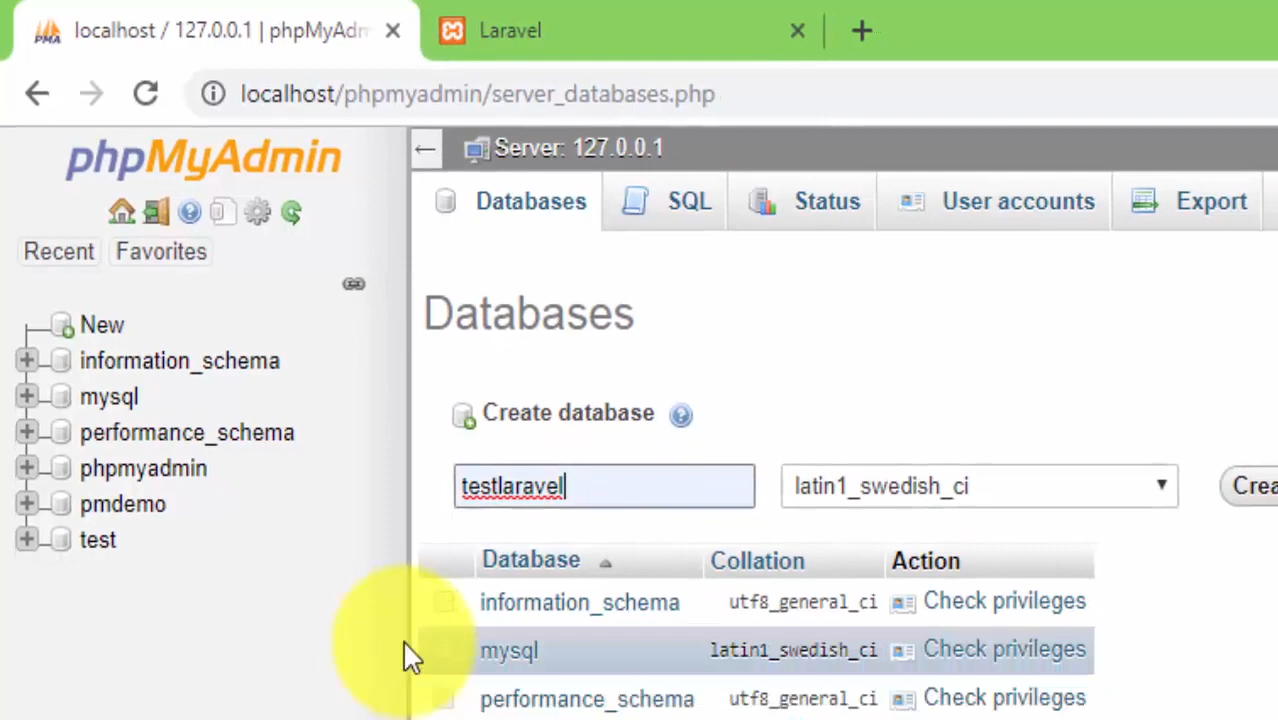 localhost / 127.0.0.1 | phpMyAdm
Laravel
localhost/phpmyadmin/server_databases.php
phpMyAdmin
Recent Favorites
New
information_schema
mysql
performance_schema
phpmyadmin
pmdemo
test
Server: 127.0.0.1
Databases SQL Status User accounts Export
Databases
Create database
testlaravel latin1_swedish_ci Crea
Database Collation Action
information_schema utf8_general_ci Check privileges
mysql latin1_swedish_ci Check privileges
performance_schema utf8_general_ci Check privileges